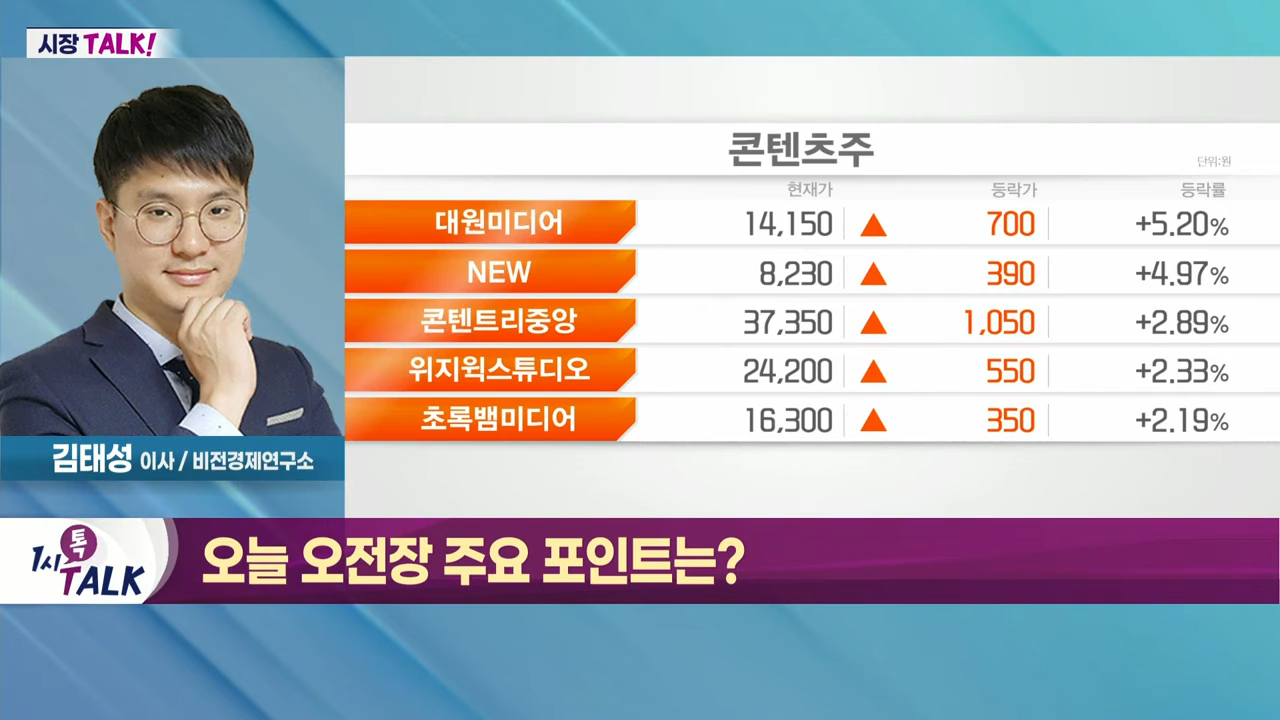 시장 TALK!
콘텐츠주
단위:원
현재가 등락가 등락률
대원미디어 14,150 ▲ 700 +5.20%
NEW 8,230 ▲ 390 +4.97%
콘텐트리중앙 37,350 ▲ 1,050 +2.89%
위지윅스튜디오 24,200 ▲ 550 +2.33%
초록뱀미디어 16,300 ▲ 350 +2.19%
김태성 이사 / 비전경제연구소
1시 톡 TALK
오늘 오전장 주요 포인트는?